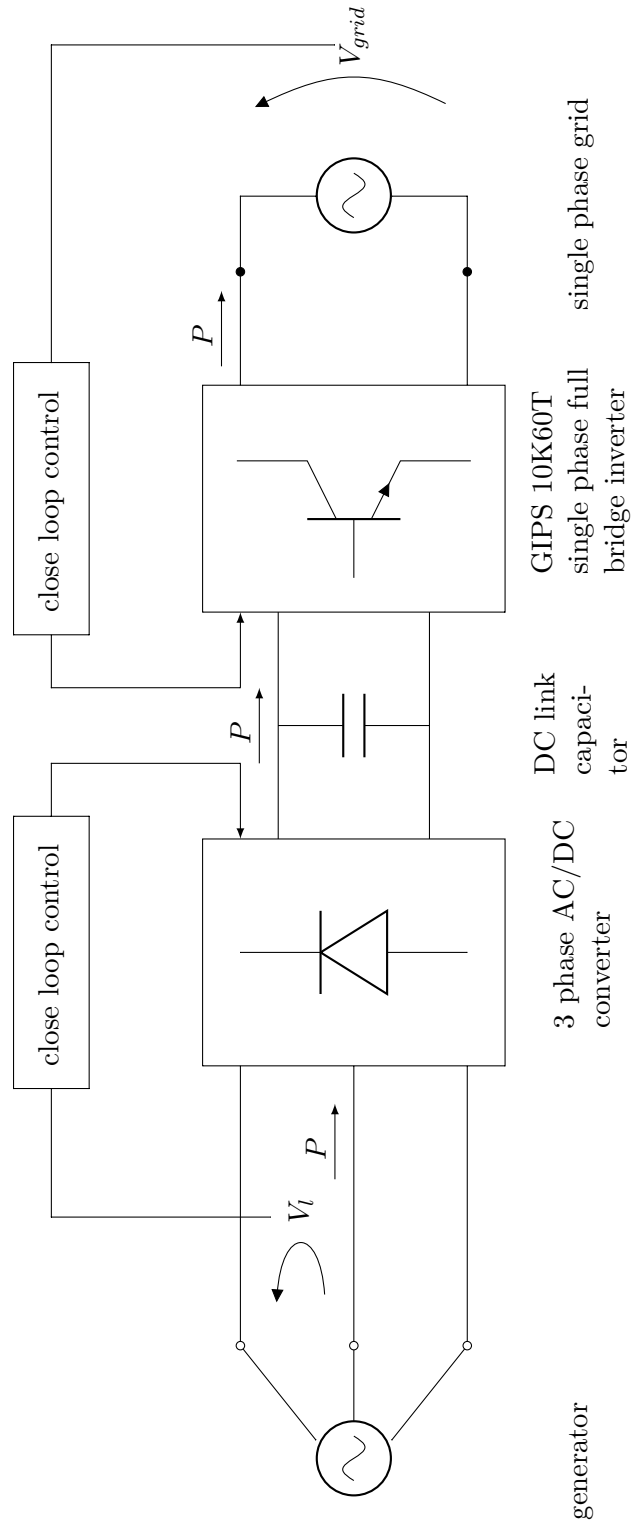 close loop control
close loop control
V_l
P
P
P
V_grid
generator
3 phase AC/DC
converter
DC link
capaci-
tor
GIPS 10K60T
single phase full
bridge inverter
single phase grid